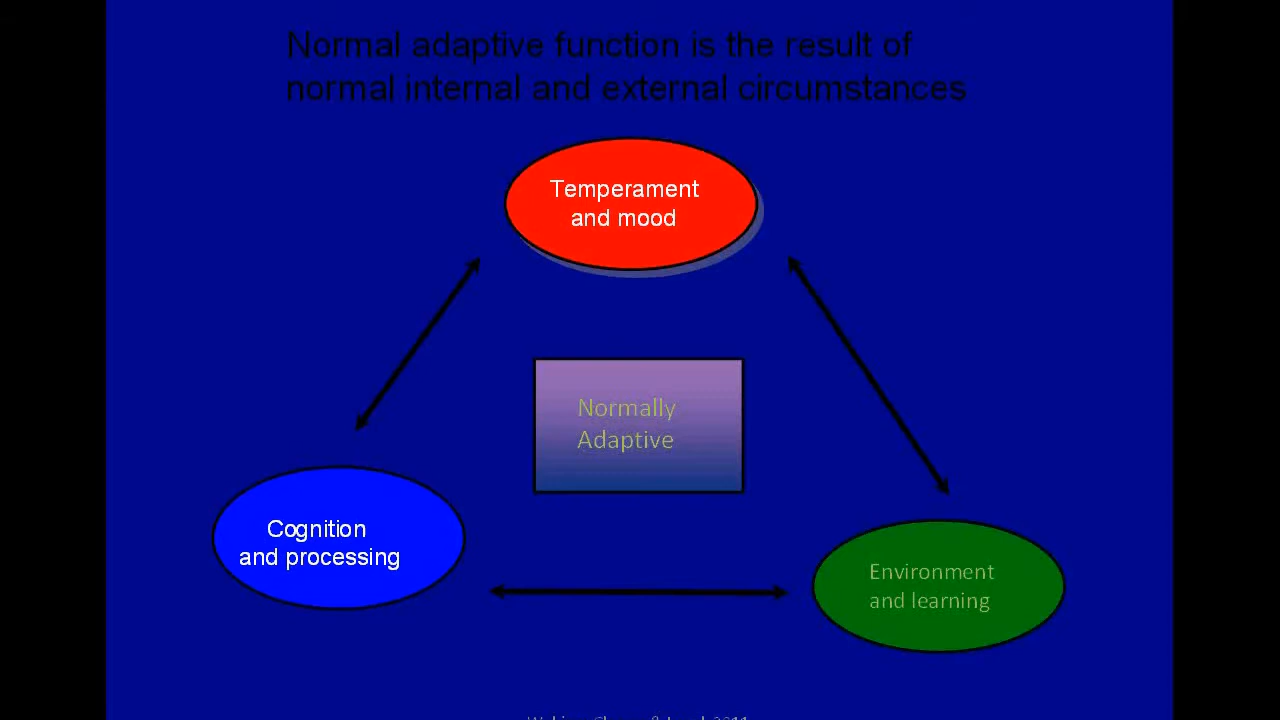 Normal adaptive function is the result of
normal internal and external circumstances
Temperament
and mood
Normally
Adaptive
Cognition
and processing
Environment
and learning